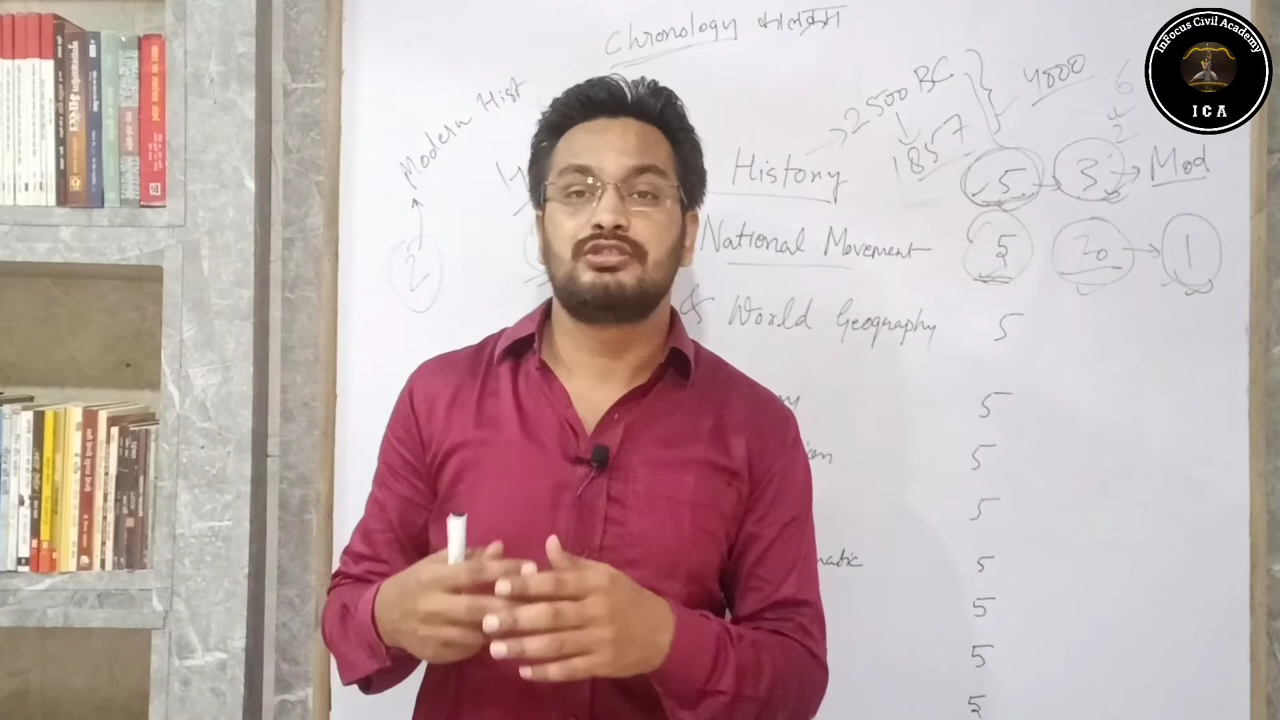 Chronology कालक्रम
InFocus Civil Academy
ICA
Modern Hist
2
History
2500 BC
1857
4800
6
2
5 3 Mod
National Movement 5 20 1
& World Geography 5
5
5
5
5
5
5
5